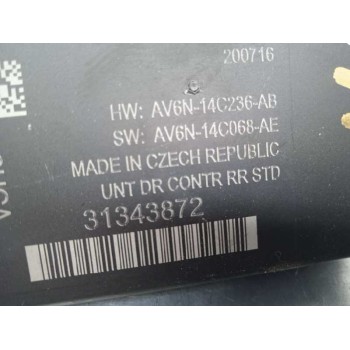 200716
HW: AV6N-14C236-AB
SW: AV6N-14C068-AE
MADE IN CZECH REPUBLIC
UNT DR CONTR RR STD
31343872